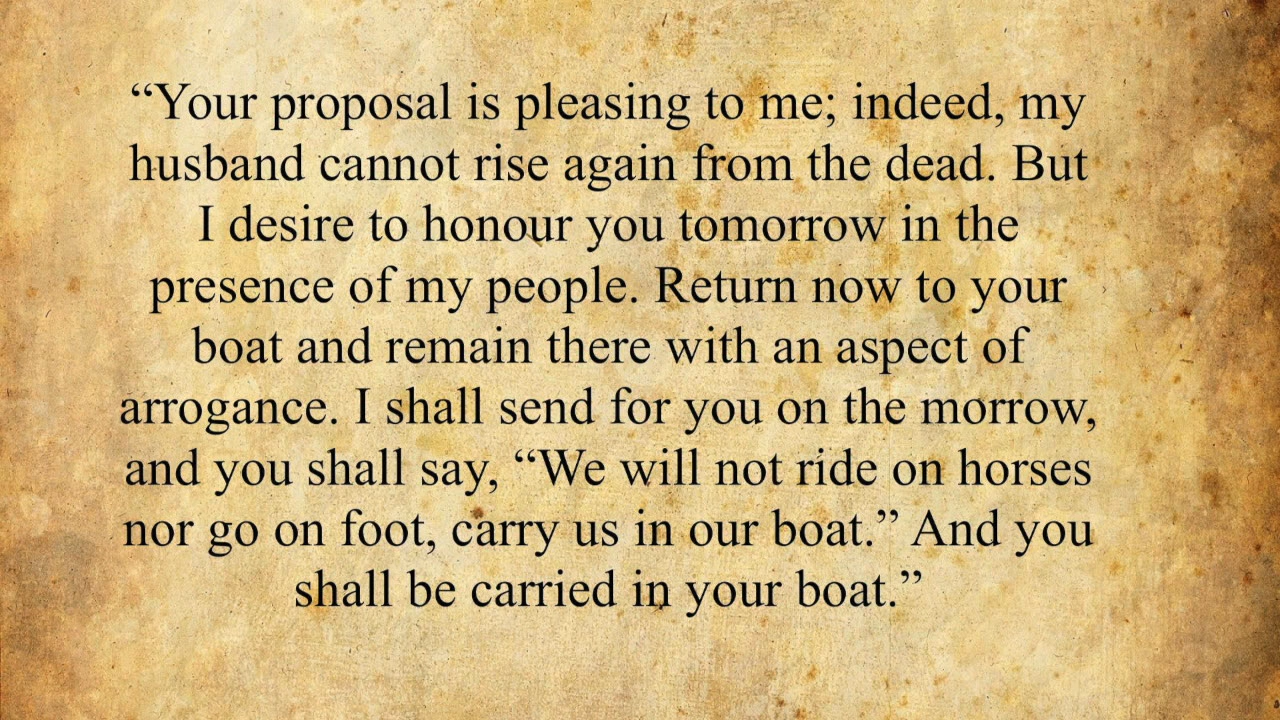 “Your proposal is pleasing to me; indeed, my
husband cannot rise again from the dead. But
I desire to honour you tomorrow in the
presence of my people. Return now to your
boat and remain there with an aspect of
arrogance. I shall send for you on the morrow,
and you shall say, “We will not ride on horses
nor go on foot, carry us in our boat.” And you
shall be carried in your boat.”